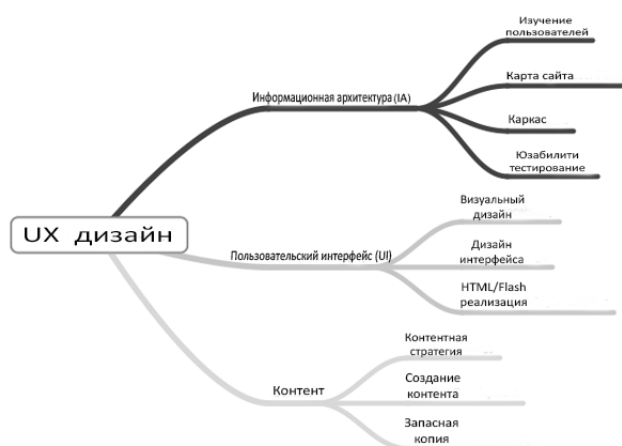 Изучение
пользователей
Карта сайта
Информационная архитектура (IA)
Каркас
Юзабилити
тестирование
UX дизайн
Визуальный
дизайн
Пользовательский интерфейс (UI)
Дизайн
интерфейса
HTML/Flash
реализация
Контентная
стратегия
Контент
Создание
контента
Запасная
копия